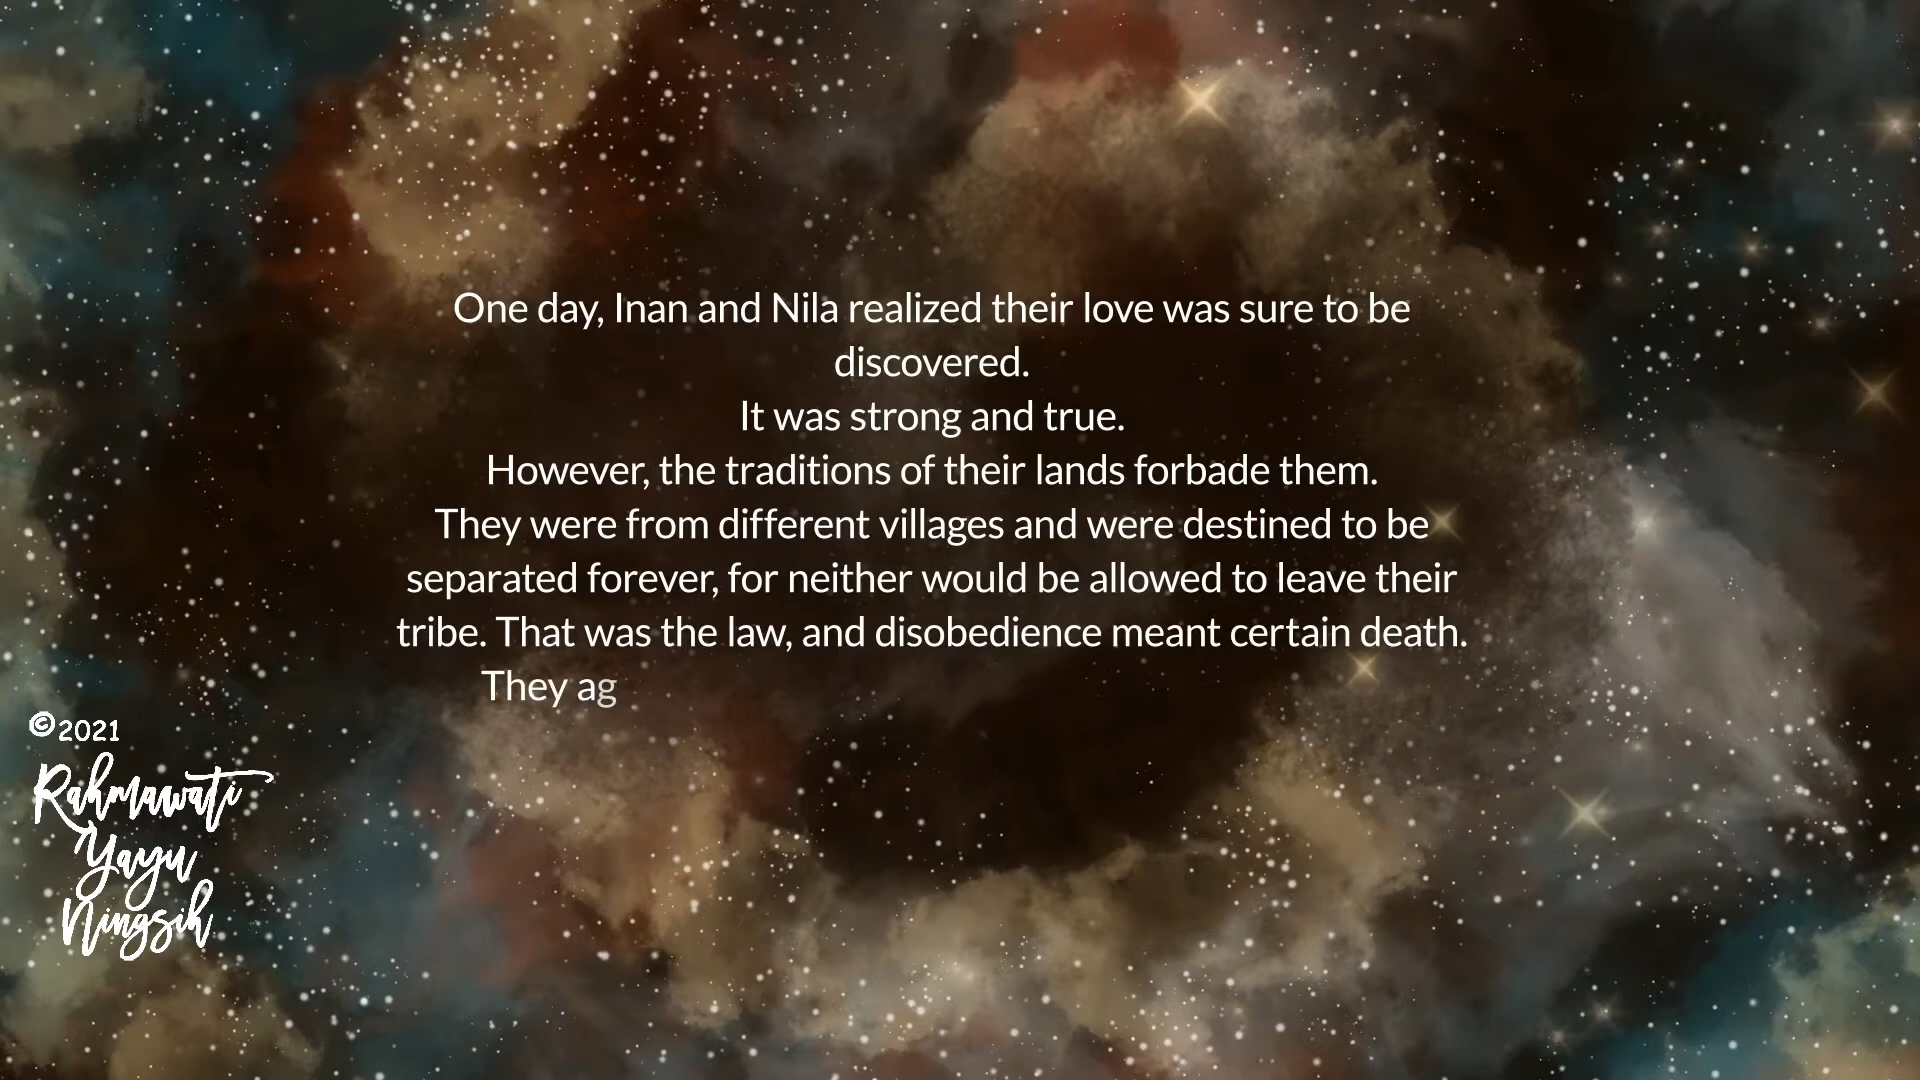 One day, Inan and Nila realized their love was sure to be
discovered.
It was strong and true.
However, the traditions of their lands forbade them.
They were from different villages and were destined to be
separated forever, for neither would be allowed to leave their
tribe. That was the law, and disobedience meant certain death.
They ag
©2021
Rahmawati
Yayu
Ningsih